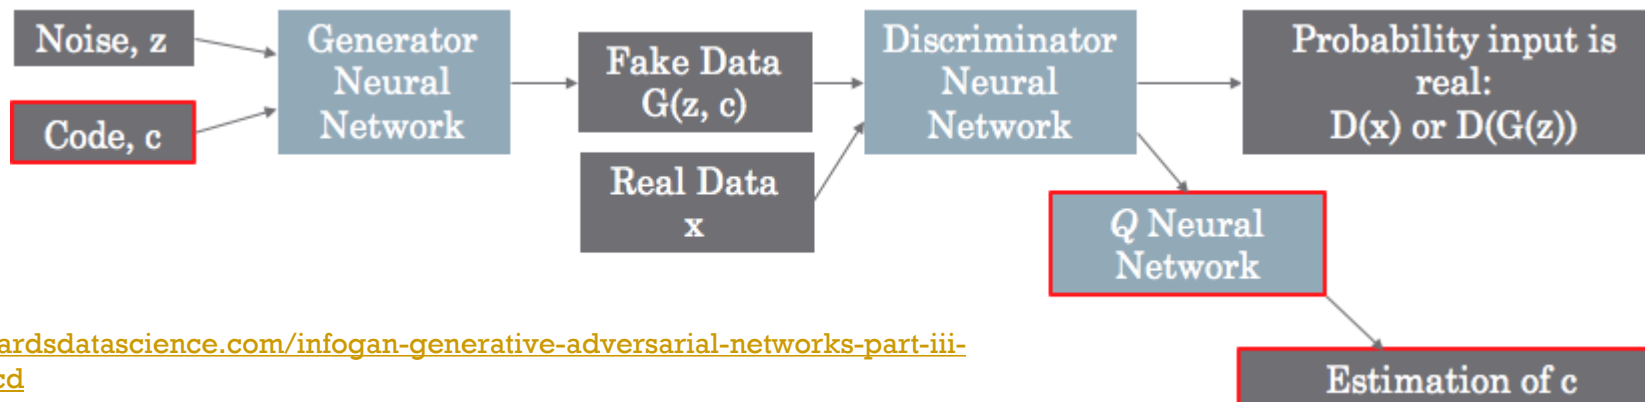 Noise, z
Code, c
Generator
Neural
Network
Fake Data
G(z, c)
Real Data
x
Discriminator
Neural
Network
Probability input is
real:
D(x) or D(G(z))
Q Neural
Network
Estimation of c
ardsdatascience.com/infogan-generative-adversarial-networks-part-iii-
cd